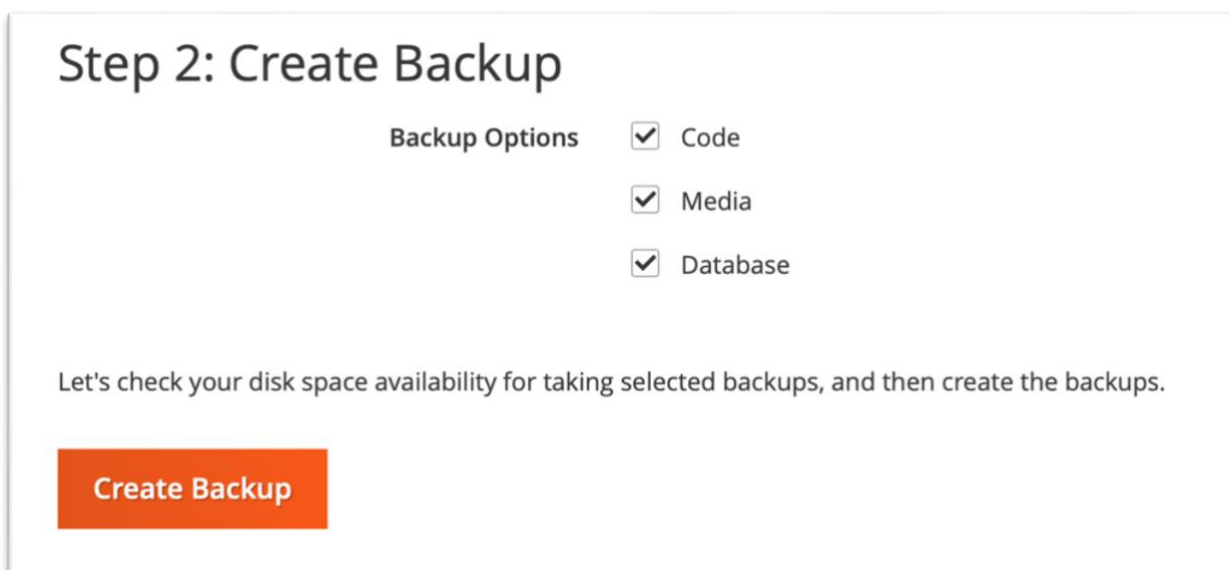 Step 2: Create Backup
Backup Options Code
Media
Database
Let's check your disk space availability for taking selected backups, and then create the backups.
Create Backup